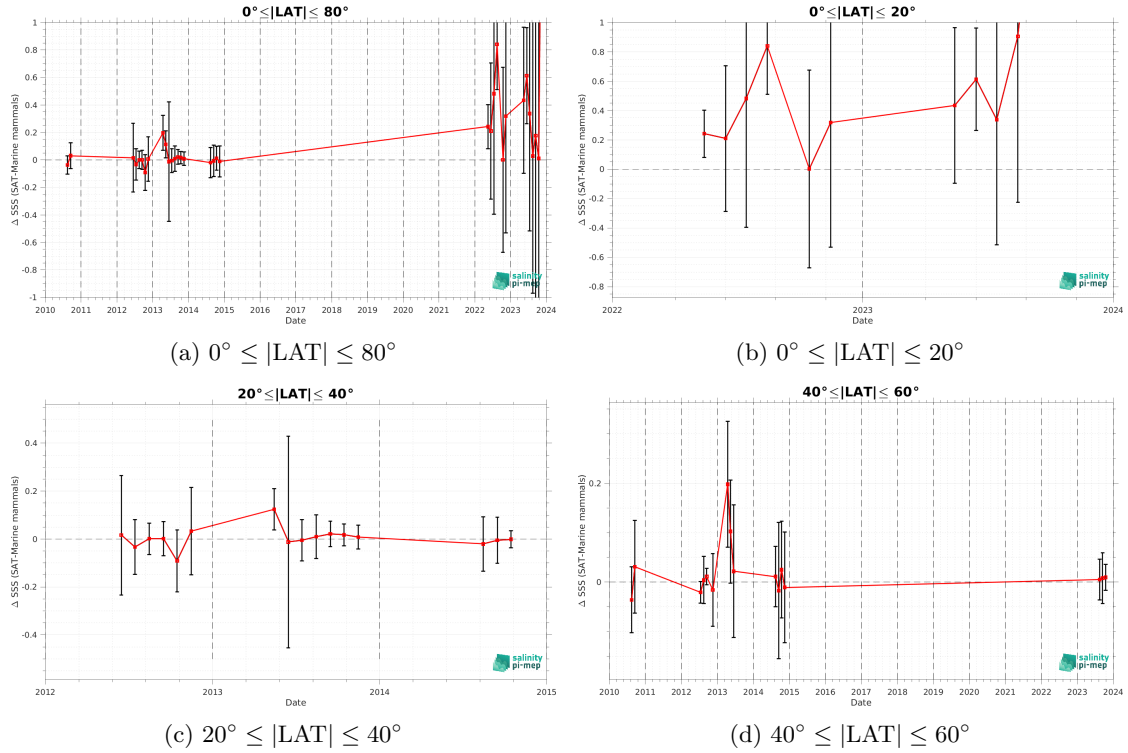 0°≤|LAT|≤ 80°
1
0.8
0.6
0.4
0.2
0
-0.2
-0.4
-0.6
-0.8
-1
Δ SSS (SAT-Marine mammals)
2010 2011 2012 2013 2014 2015 2016 2017 2018 2019 2020 2021 2022 2023 2024
Date
salinity
pi-mep
(a) 0° ≤ |LAT| ≤ 80°
0°≤|LAT|≤ 20°
1
0.8
0.6
0.4
0.2
0
-0.2
-0.4
-0.6
-0.8
Δ SSS (SAT-Marine mammals)
2022 2023 2024
Date
salinity
pi-mep
(b) 0° ≤ |LAT| ≤ 20°
20°≤|LAT|≤ 40°
0.4
0.2
0
-0.2
-0.4
Δ SSS (SAT-Marine mammals)
2012 2013 2014 2015
Date
salinity
pi-mep
(c) 20° ≤ |LAT| ≤ 40°
40°≤|LAT|≤ 60°
0.2
0
Δ SSS (SAT-Marine mammals)
2010 2011 2012 2013 2014 2015 2016 2017 2018 2019 2020 2021 2022 2023 2024
Date
salinity
pi-mep
(d) 40° ≤ |LAT| ≤ 60°